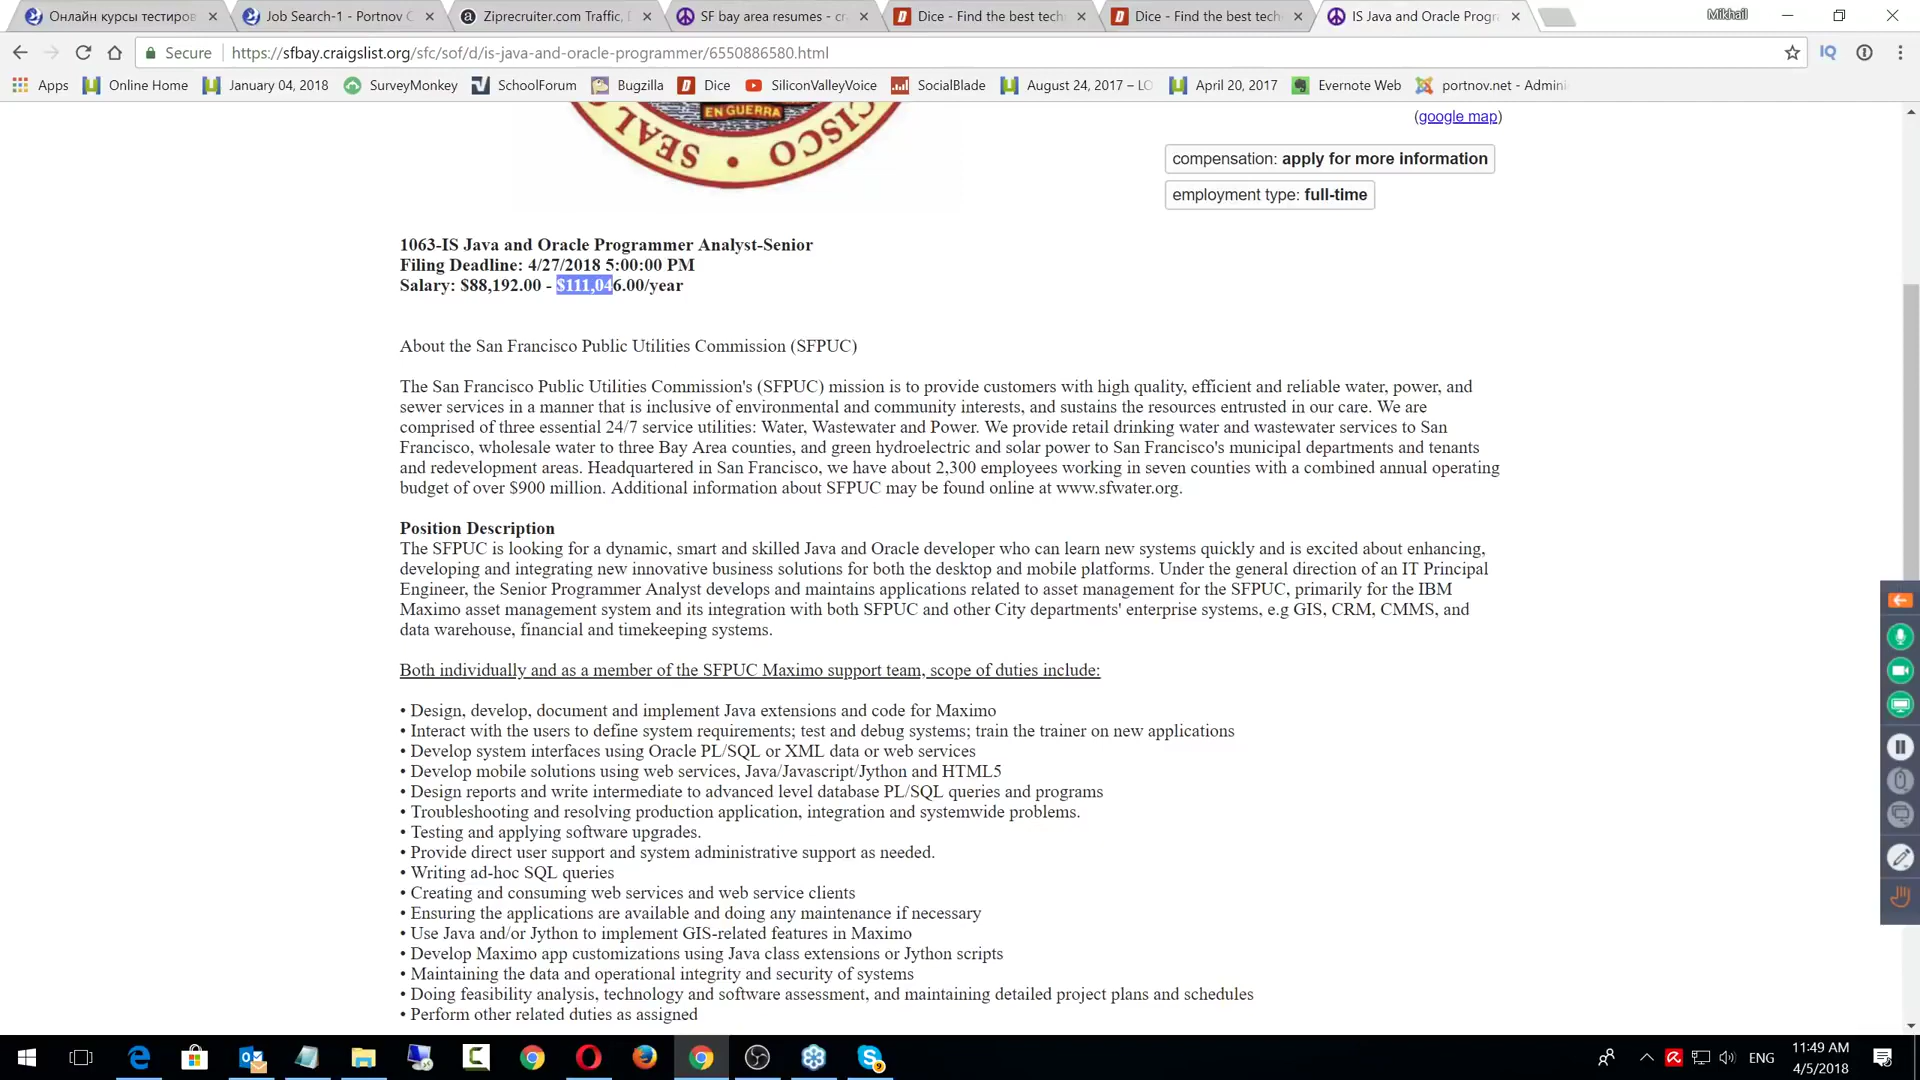 Онлайн курсы тестиров
Job Search-1 - Portnov C
Ziprecruiter.com Traffic,
SF bay area resumes - cr
Dice - Find the best tech
Dice - Find the best tech
IS Java and Oracle Progr
Mikhail
Secure
https://sfbay.craigslist.org/sfc/sof/d/is-java-and-oracle-programmer/6550886580.html
IQ
Apps
Online Home
January 04, 2018
SurveyMonkey
SchoolForum
Bugzilla
Dice
SiliconValleyVoice
SocialBlade
August 24, 2017 – LO
April 20, 2017
Evernote Web
portnov.net - Admini
EN GUERRA
SEAL • CISCO
(google map)
compensation: apply for more information
employment type: full-time
1063-IS Java and Oracle Programmer Analyst-Senior
Filing Deadline: 4/27/2018 5:00:00 PM
Salary: $88,192.00 - $111,046.00/year
About the San Francisco Public Utilities Commission (SFPUC)
The San Francisco Public Utilities Commission's (SFPUC) mission is to provide customers with high quality, efficient and reliable water, power, and
sewer services in a manner that is inclusive of environmental and community interests, and sustains the resources entrusted in our care. We are
comprised of three essential 24/7 service utilities: Water, Wastewater and Power. We provide retail drinking water and wastewater services to San
Francisco, wholesale water to three Bay Area counties, and green hydroelectric and solar power to San Francisco's municipal departments and tenants
and redevelopment areas. Headquartered in San Francisco, we have about 2,300 employees working in seven counties with a combined annual operating
budget of over $900 million. Additional information about SFPUC may be found online at www.sfwater.org.
Position Description
The SFPUC is looking for a dynamic, smart and skilled Java and Oracle developer who can learn new systems quickly and is excited about enhancing,
developing and integrating new innovative business solutions for both the desktop and mobile platforms. Under the general direction of an IT Principal
Engineer, the Senior Programmer Analyst develops and maintains applications related to asset management for the SFPUC, primarily for the IBM
Maximo asset management system and its integration with both SFPUC and other City departments' enterprise systems, e.g GIS, CRM, CMMS, and
data warehouse, financial and timekeeping systems.
Both individually and as a member of the SFPUC Maximo support team, scope of duties include:
• Design, develop, document and implement Java extensions and code for Maximo
• Interact with the users to define system requirements; test and debug systems; train the trainer on new applications
• Develop system interfaces using Oracle PL/SQL or XML data or web services
• Develop mobile solutions using web services, Java/Javascript/Jython and HTML5
• Design reports and write intermediate to advanced level database PL/SQL queries and programs
• Troubleshooting and resolving production application, integration and systemwide problems.
• Testing and applying software upgrades.
• Provide direct user support and system administrative support as needed.
• Writing ad-hoc SQL queries
• Creating and consuming web services and web service clients
• Ensuring the applications are available and doing any maintenance if necessary
• Use Java and/or Jython to implement GIS-related features in Maximo
• Develop Maximo app customizations using Java class extensions or Jython scripts
• Maintaining the data and operational integrity and security of systems
• Doing feasibility analysis, technology and software assessment, and maintaining detailed project plans and schedules
• Perform other related duties as assigned
ENG
11:49 AM
4/5/2018